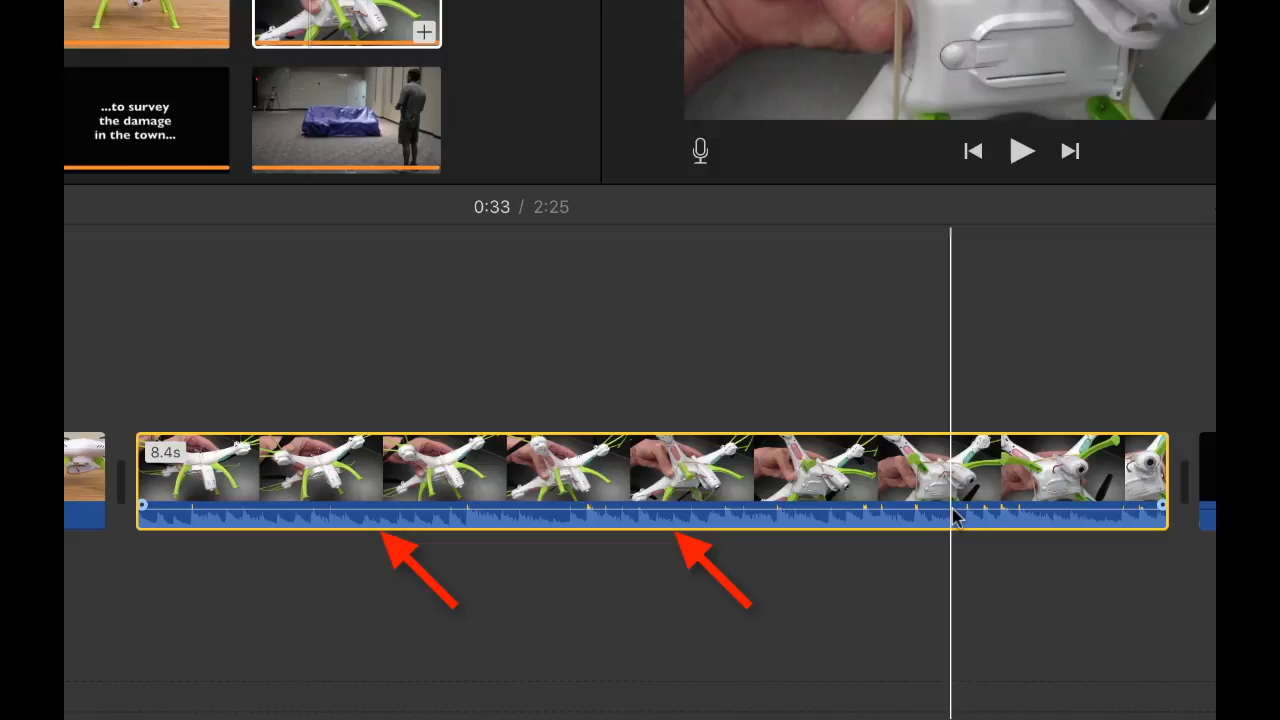 ...to survey
the damage
in the town...
0:33 / 2:25
8.4s